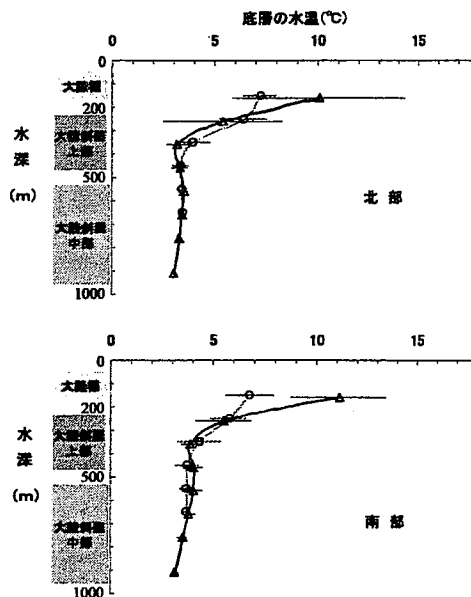 底層の水温(℃)
0 5 10 15
0
大陸棚
200
大陸斜面
上部
500
大陸斜面
中部
1000
水深
(m)
北部
0 5 10 15
0
大陸棚
200
大陸斜面
上部
500
大陸斜面
中部
1000
水深
(m)
南部